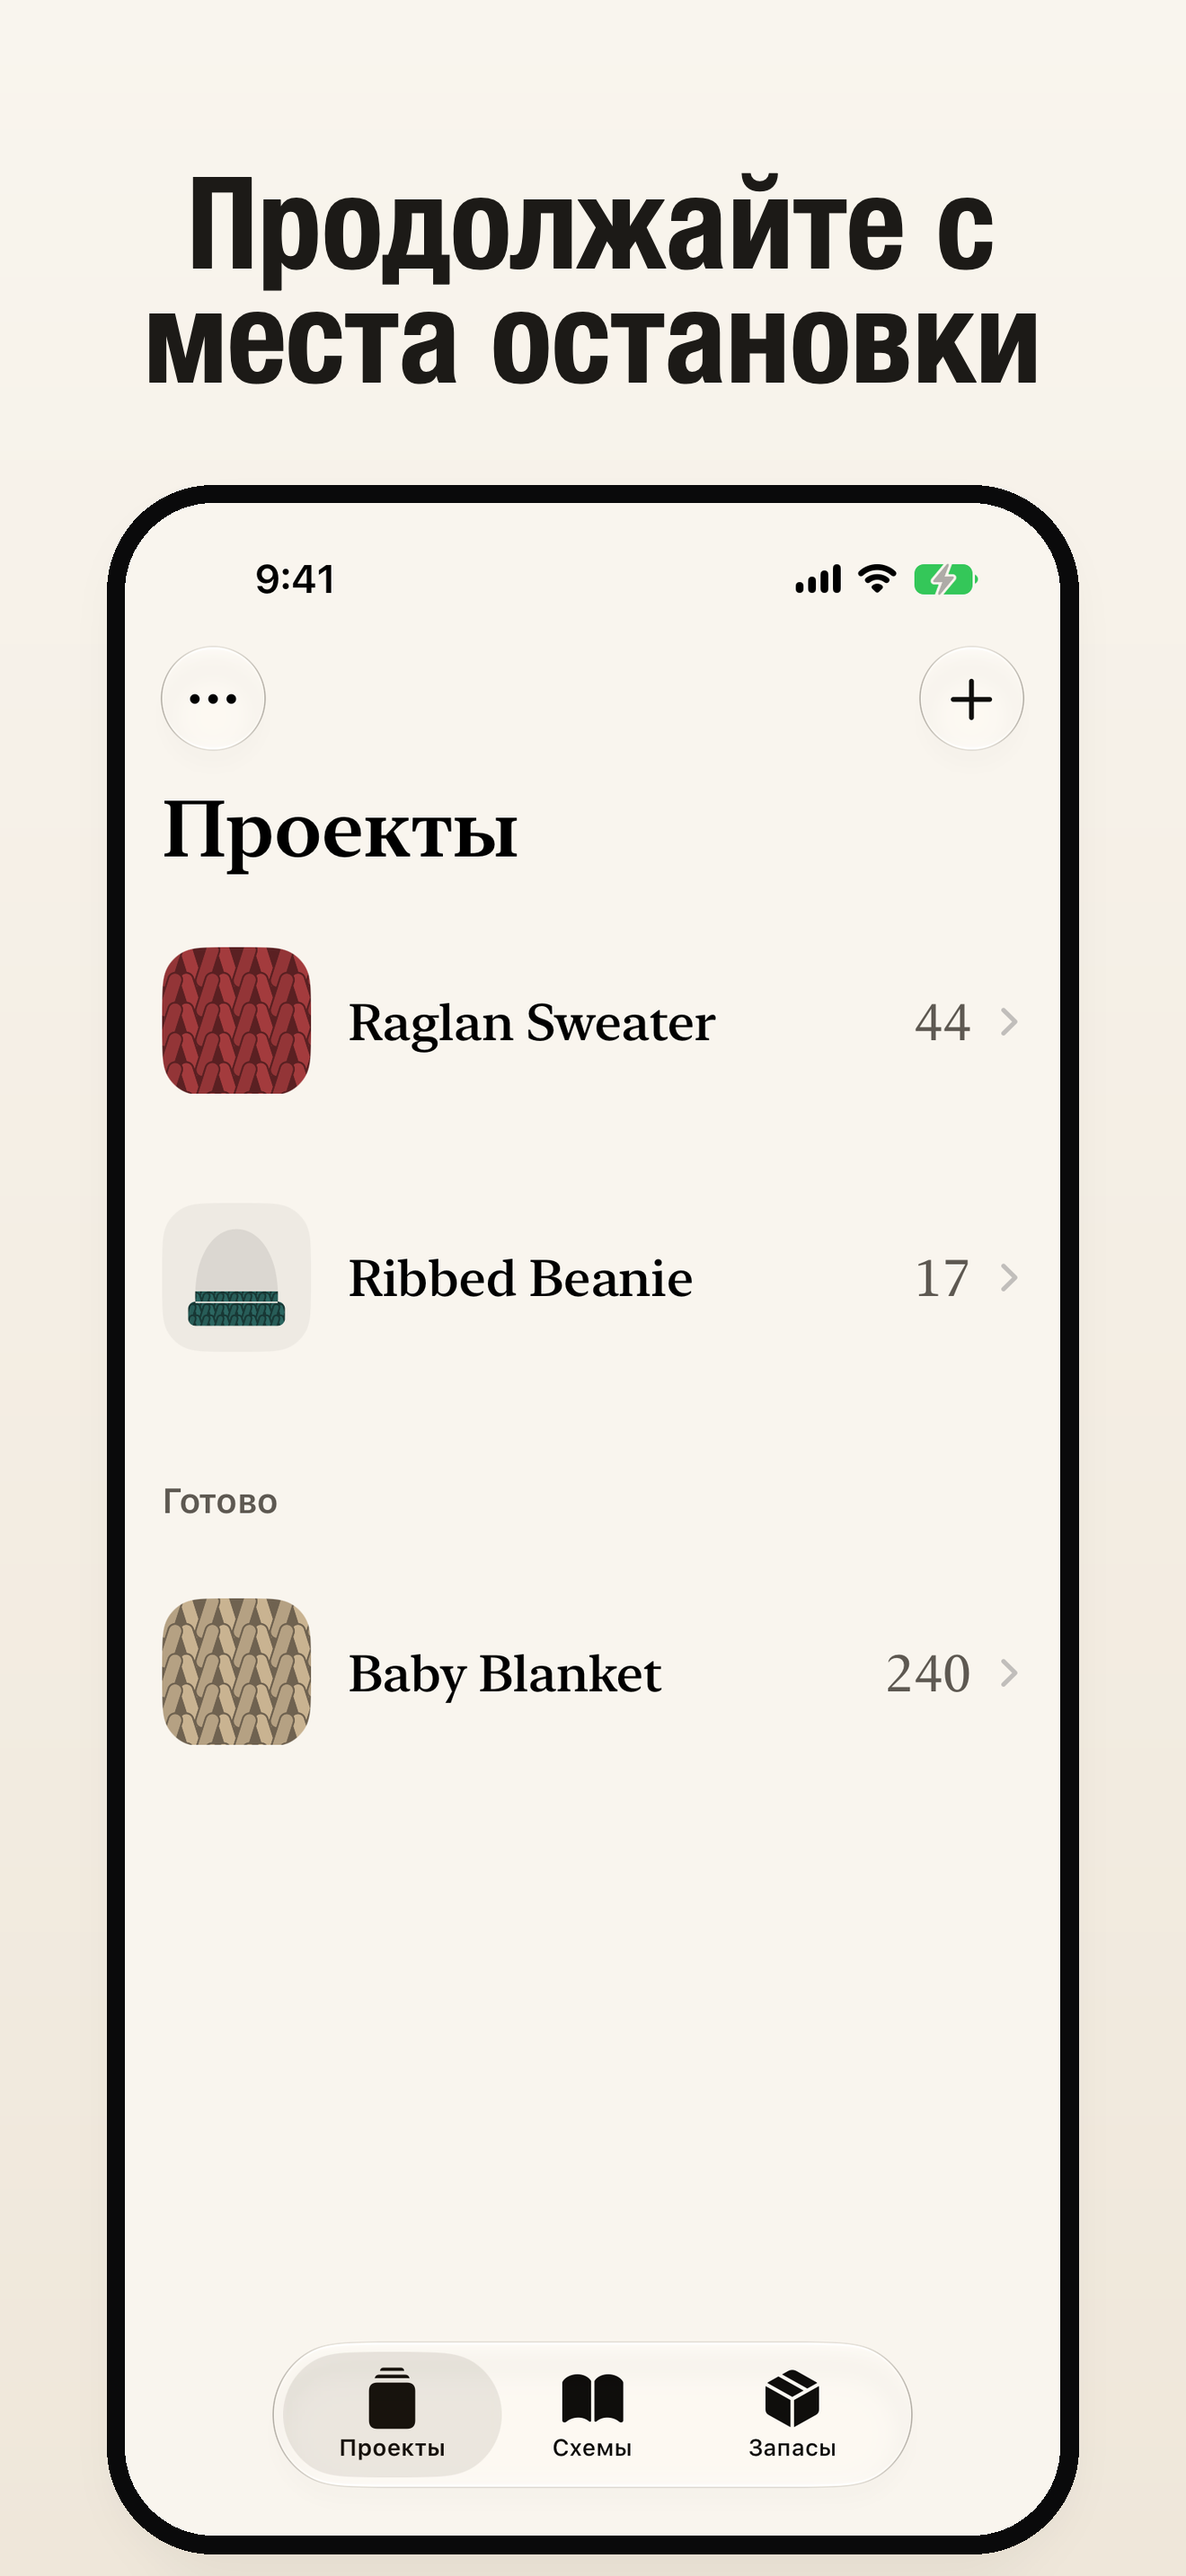 Продолжайте с
места остановки
9:41
Проекты
Raglan Sweater 44
Ribbed Beanie 17
Готово
Baby Blanket 240
Проекты Схемы Запасы